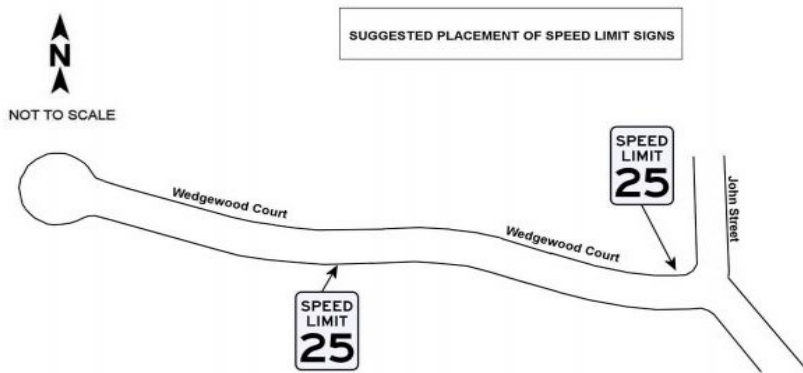 SUGGESTED PLACEMENT OF SPEED LIMIT SIGNS
N
NOT TO SCALE
SPEED
LIMIT
25
John Street
Wedgewood Court
Wedgewood Court
SPEED
LIMIT
25